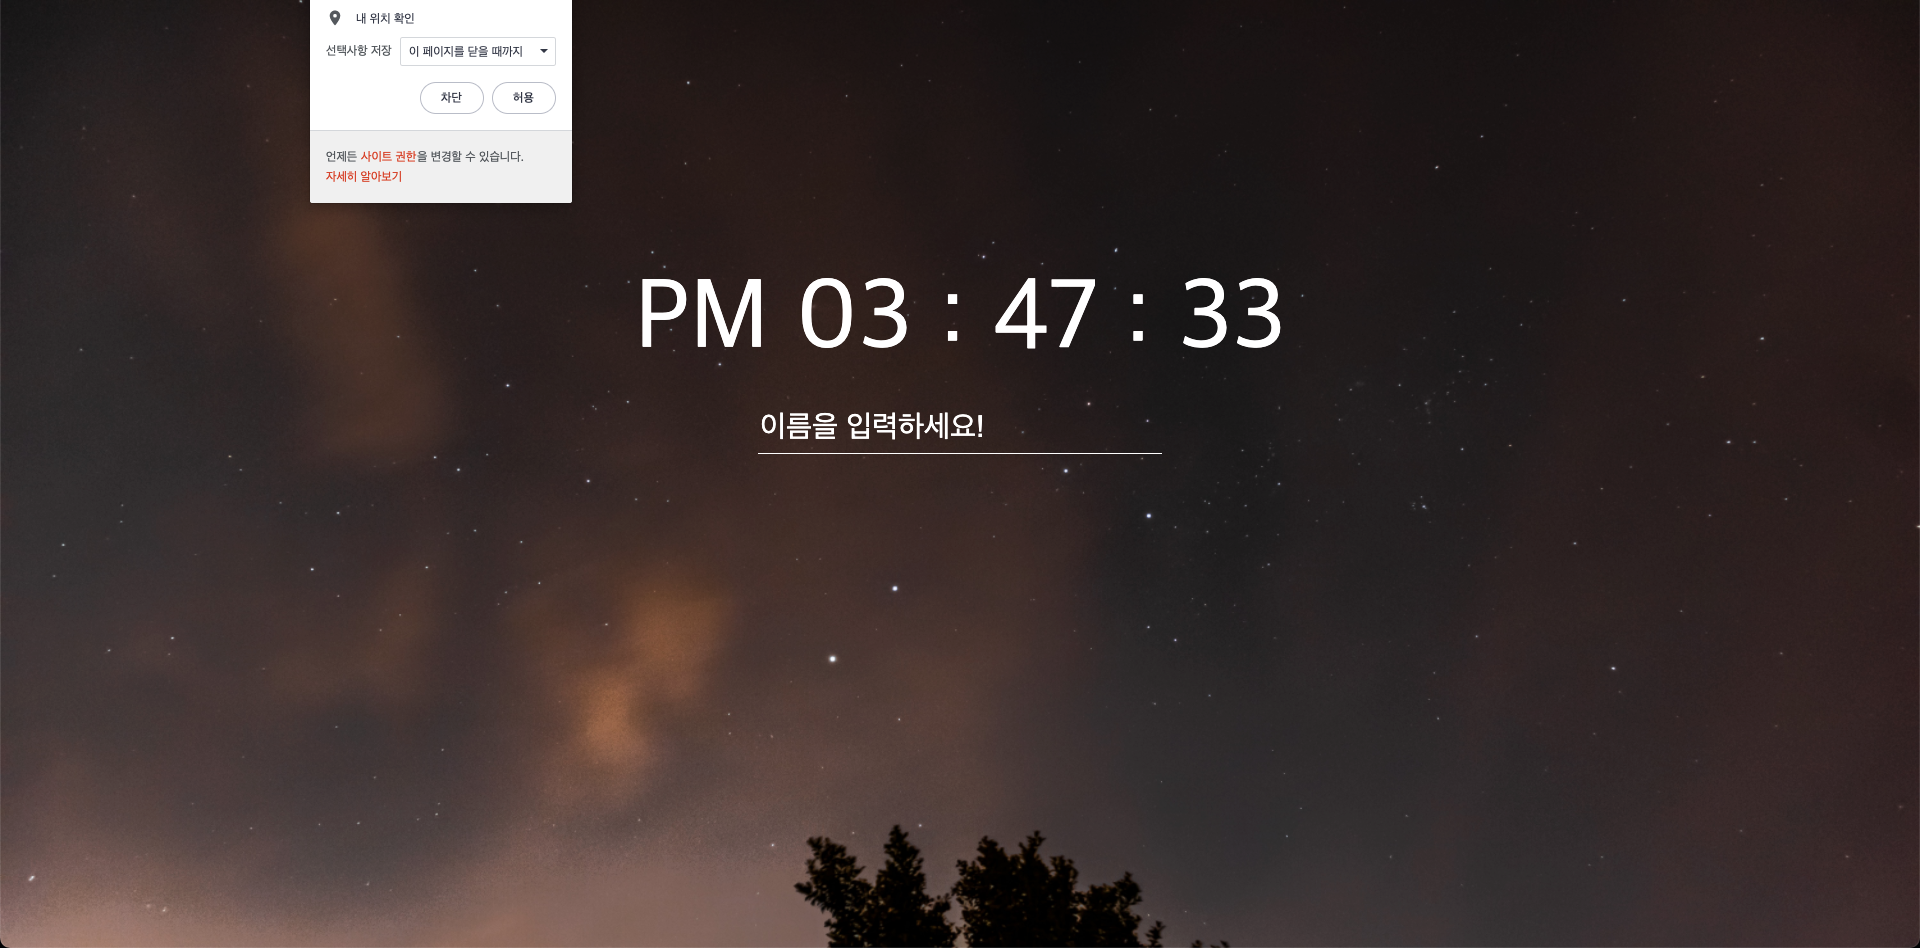 내 위치 확인
선택사항 저장 이 페이지를 닫을 때까지
차단 허용
언제든 사이트 권한을 변경할 수 있습니다.
자세히 알아보기
PM 03 : 47 : 33
이름을 입력하세요!